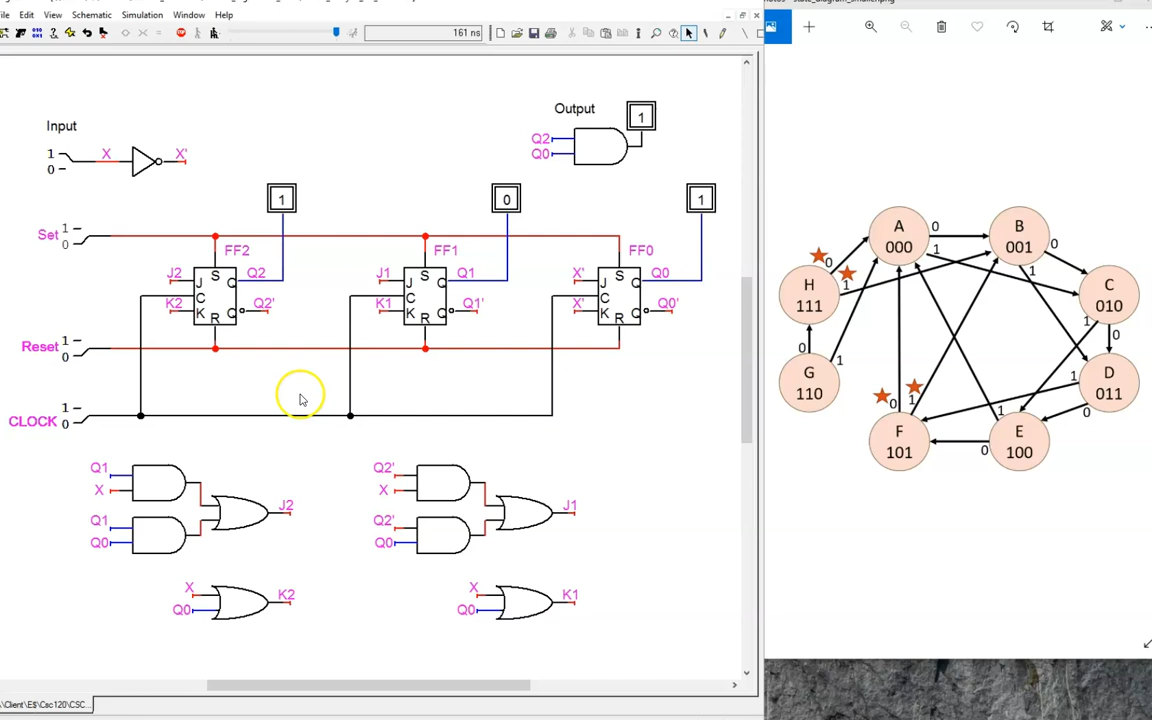 File Edit View Schematic Simulation Window Help
161 ns
Input
1
0
X
X'
Output
Q2
Q0
1
1
0
1
Set 1
0
FF2
FF1
FF0
J2
K2
J S Q
C
K R Q
Q2
Q2'
J1
K1
J S Q
C
K R Q
Q1
Q1'
X'
X'
J S Q
C
K R Q
Q0
Q0'
Reset 1
0
CLOCK 1
0
Q1
X
Q1
Q0
J2
Q2'
X
Q2'
Q0
J1
X
Q0
K2
X
Q0
K1
A
000
0
1
B
001
0
1
C
010
1
0
D
011
1
0
E
100
1
0
F
101
0
1
G
110
0
1
H
111
0
1
\Client\E$\Csc120\CSC...